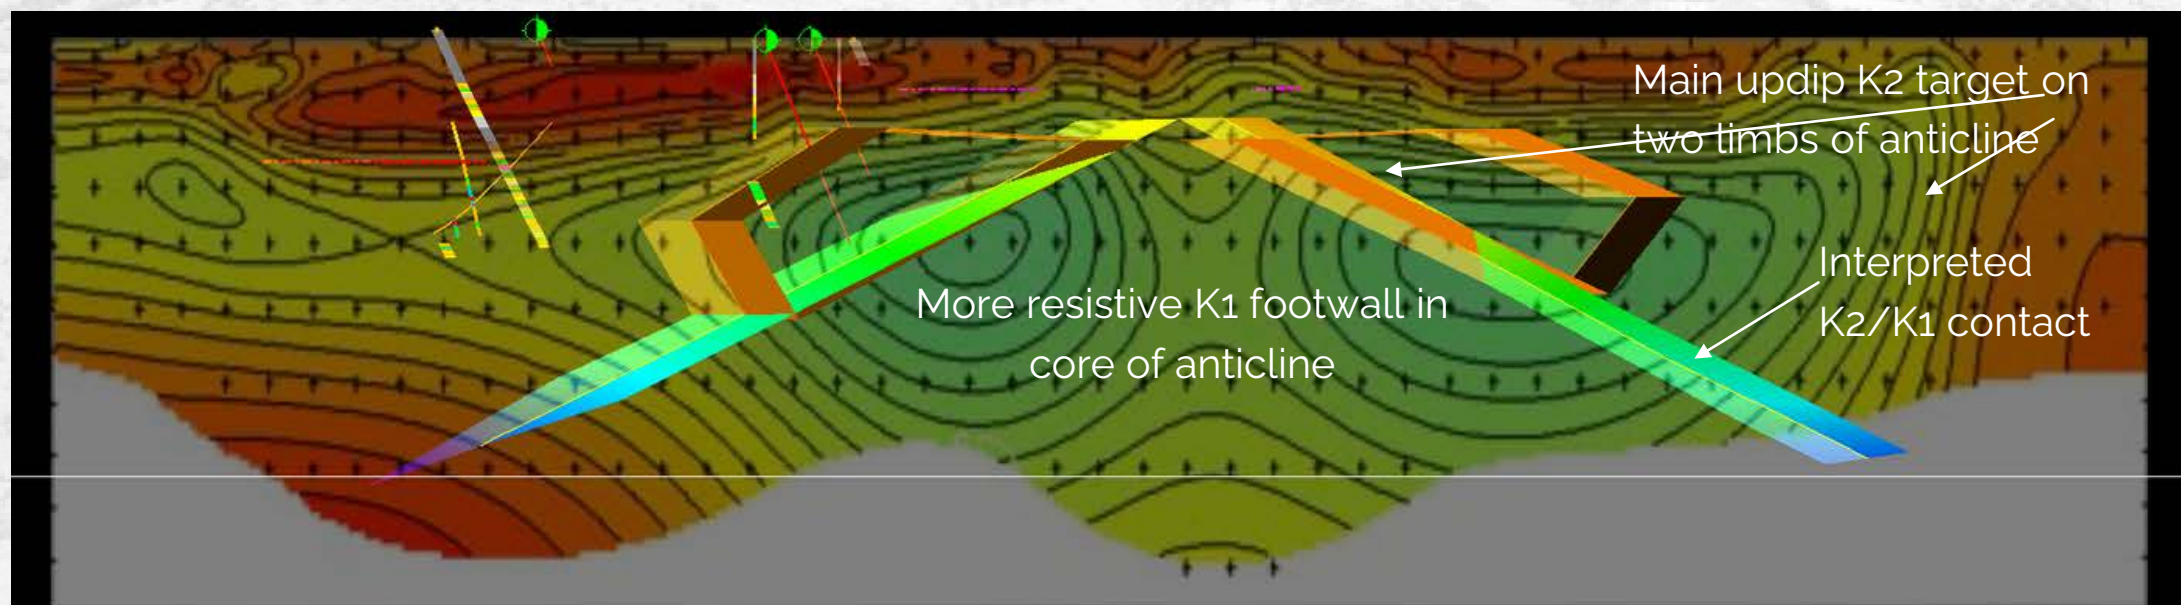 Main updip K2 target on
two limbs of anticline
Interpreted
K2/K1 contact
More resistive K1 footwall in
core of anticline